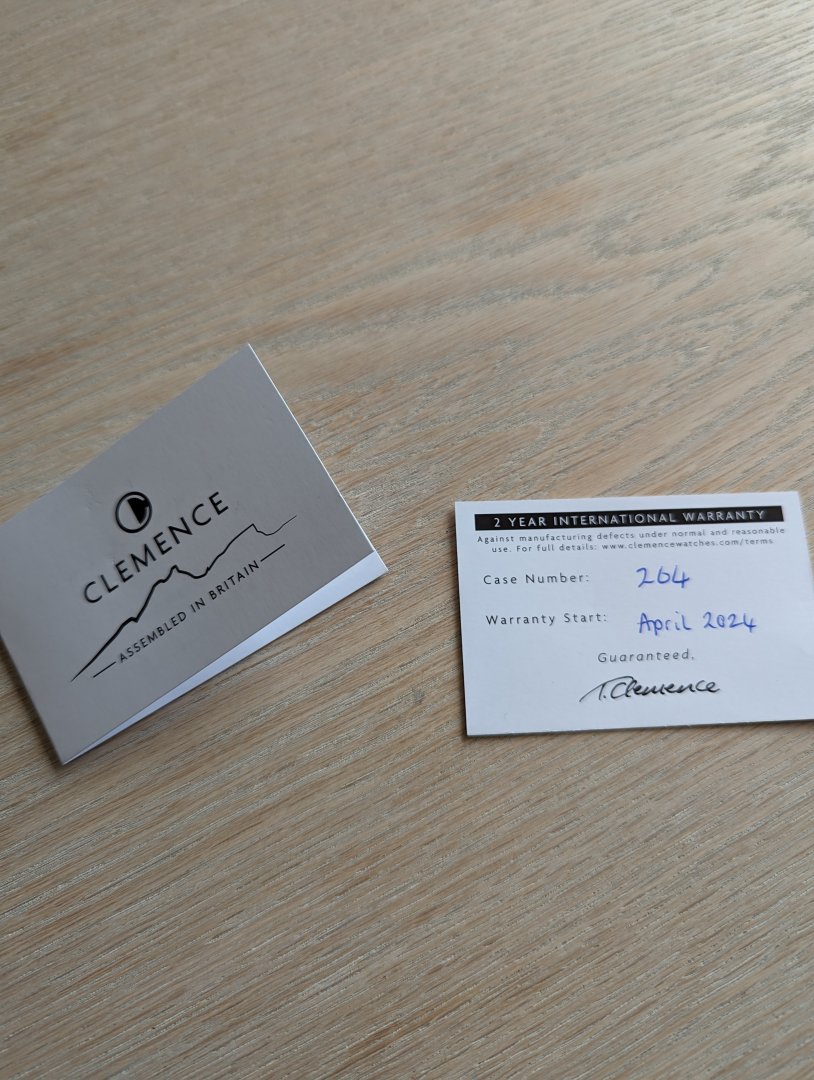 CLEMENCE
ASSEMBLED IN BRITAIN
2 YEAR INTERNATIONAL WARRANTY
Against manufacturing defects under normal and reasonable
use. For full details: www.clemencewatches.com/terms
Case Number: 264
Warranty Start: April 2024
Guaranteed,
T.Clemence